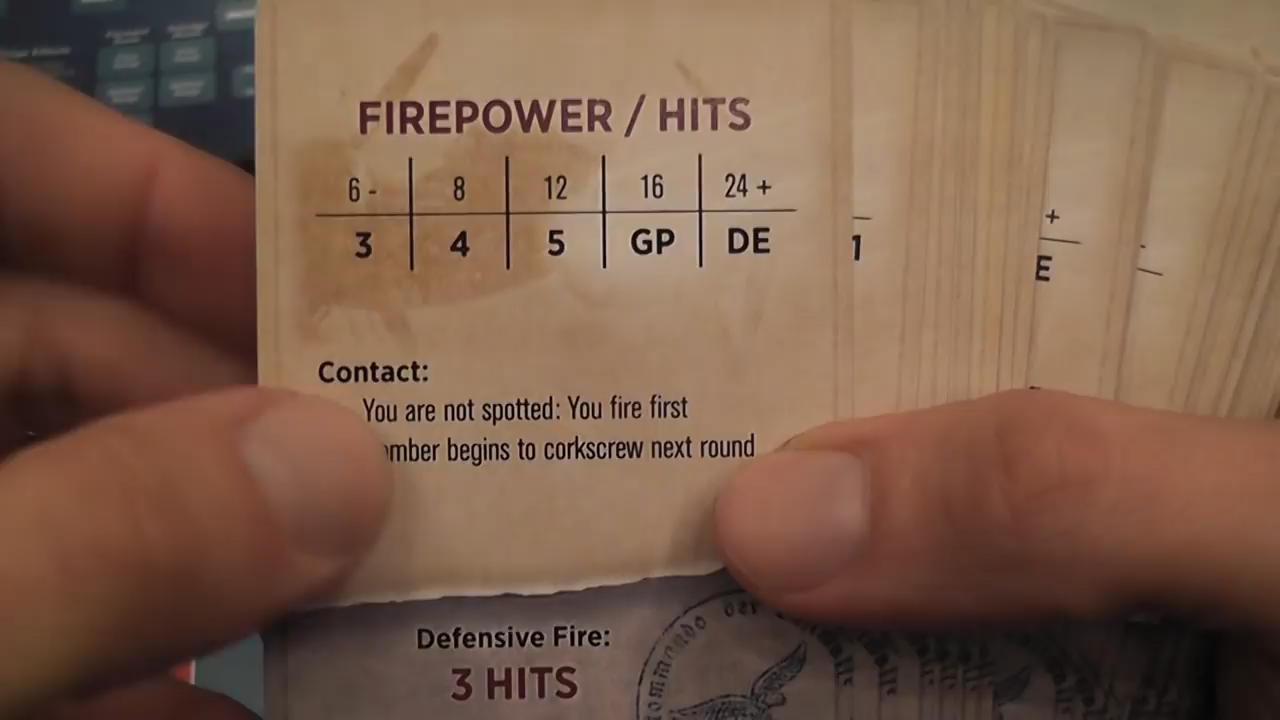 FIREPOWER / HITS
6 - 8 12 16 24 +
3 4 5 GP DE
1
+
E
-
Contact:
You are not spotted: You fire first
mber begins to corkscrew next round
Defensive Fire:
3 HITS